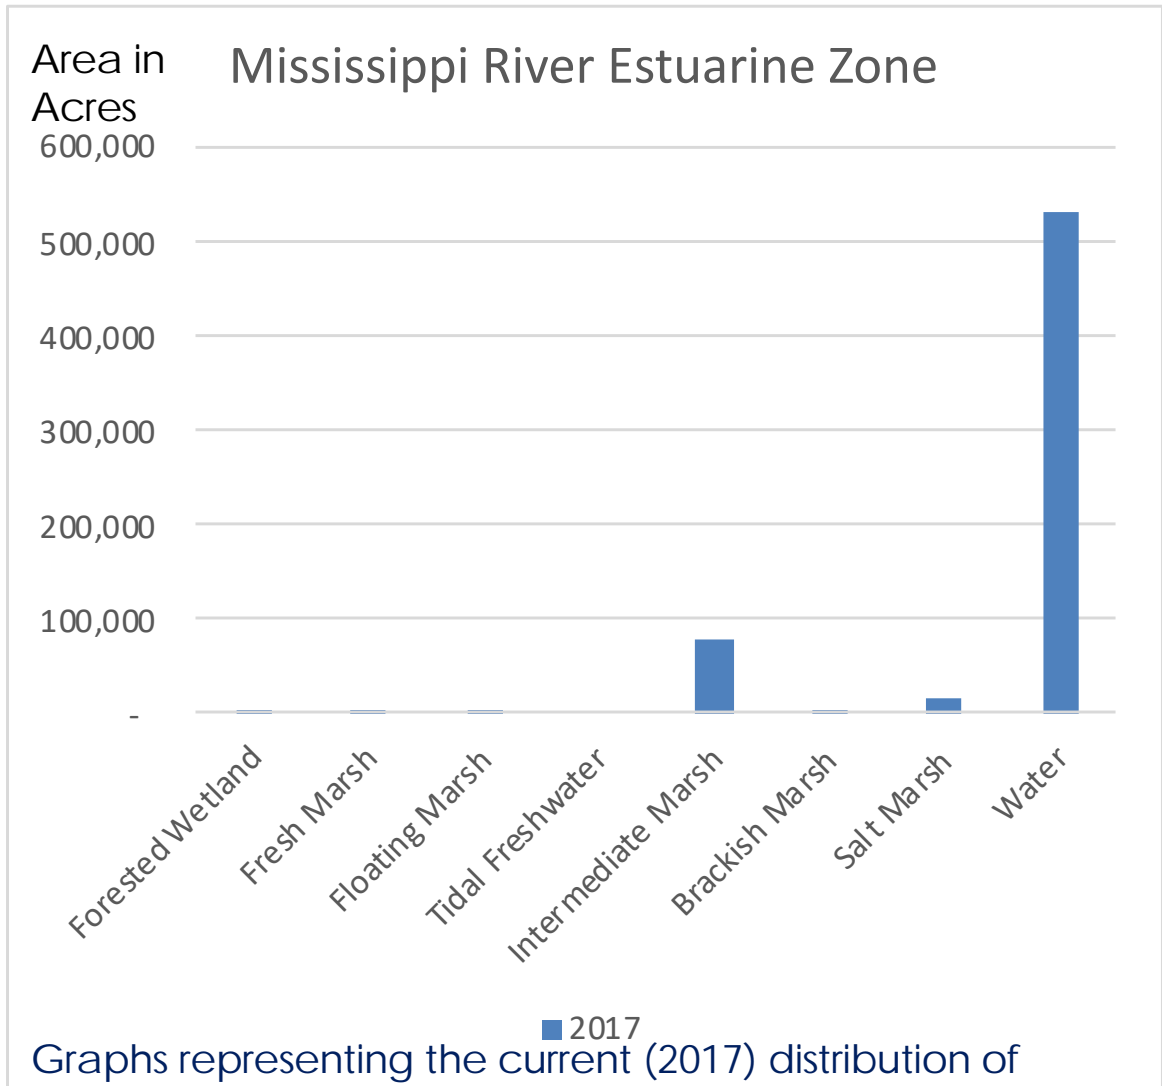 Area in
Acres
Mississippi River Estuarine Zone
600,000
500,000
400,000
300,000
200,000
100,000
-
Forested Wetland
Fresh Marsh
Floating Marsh
Tidal Freshwater
Intermediate Marsh
Brackish Marsh
Salt Marsh
Water
2017
Graphs representing the current (2017) distribution of